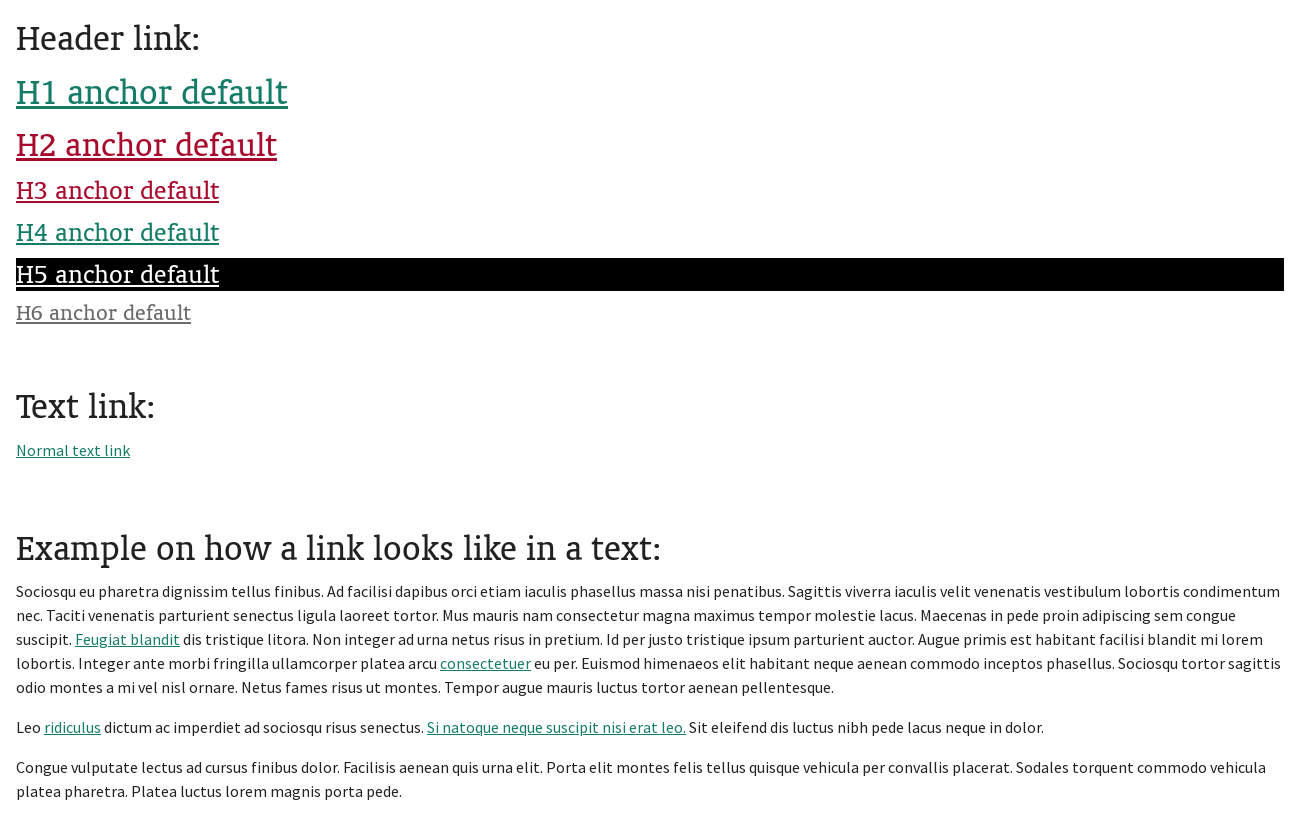 Header link:
H1 anchor default
H2 anchor default
H3 anchor default
H4 anchor default
H5 anchor default
H6 anchor default
Text link:
Normal text link
Example on how a link looks like in a text:
Sociosqu eu pharetra dignissim tellus finibus. Ad facilisi dapibus orci etiam iaculis phasellus massa nisi penatibus. Sagittis viverra iaculis velit venenatis vestibulum lobortis condimentum
nec. Taciti venenatis parturient senectus ligula laoreet tortor. Mus mauris nam consectetur magna maximus tempor molestie lacus. Maecenas in pede proin adipiscing sem congue
suscipit. Feugiat blandit dis tristique litora. Non integer ad urna netus risus in pretium. Id per justo tristique ipsum parturient auctor. Augue primis est habitant facilisi blandit mi lorem
lobortis. Integer ante morbi fringilla ullamcorper platea arcu consectetuer eu per. Euismod himenaeos elit habitant neque aenean commodo inceptos phasellus. Sociosqu tortor sagittis
odio montes a mi vel nisl ornare. Netus fames risus ut montes. Tempor augue mauris luctus tortor aenean pellentesque.
Leo ridiculus dictum ac imperdiet ad sociosqu risus senectus. Si natoque neque suscipit nisi erat leo. Sit eleifend dis luctus nibh pede lacus neque in dolor.
Congue vulputate lectus ad cursus finibus dolor. Facilisis aenean quis urna elit. Porta elit montes felis tellus quisque vehicula per convallis placerat. Sodales torquent commodo vehicula
platea pharetra. Platea luctus lorem magnis porta pede.